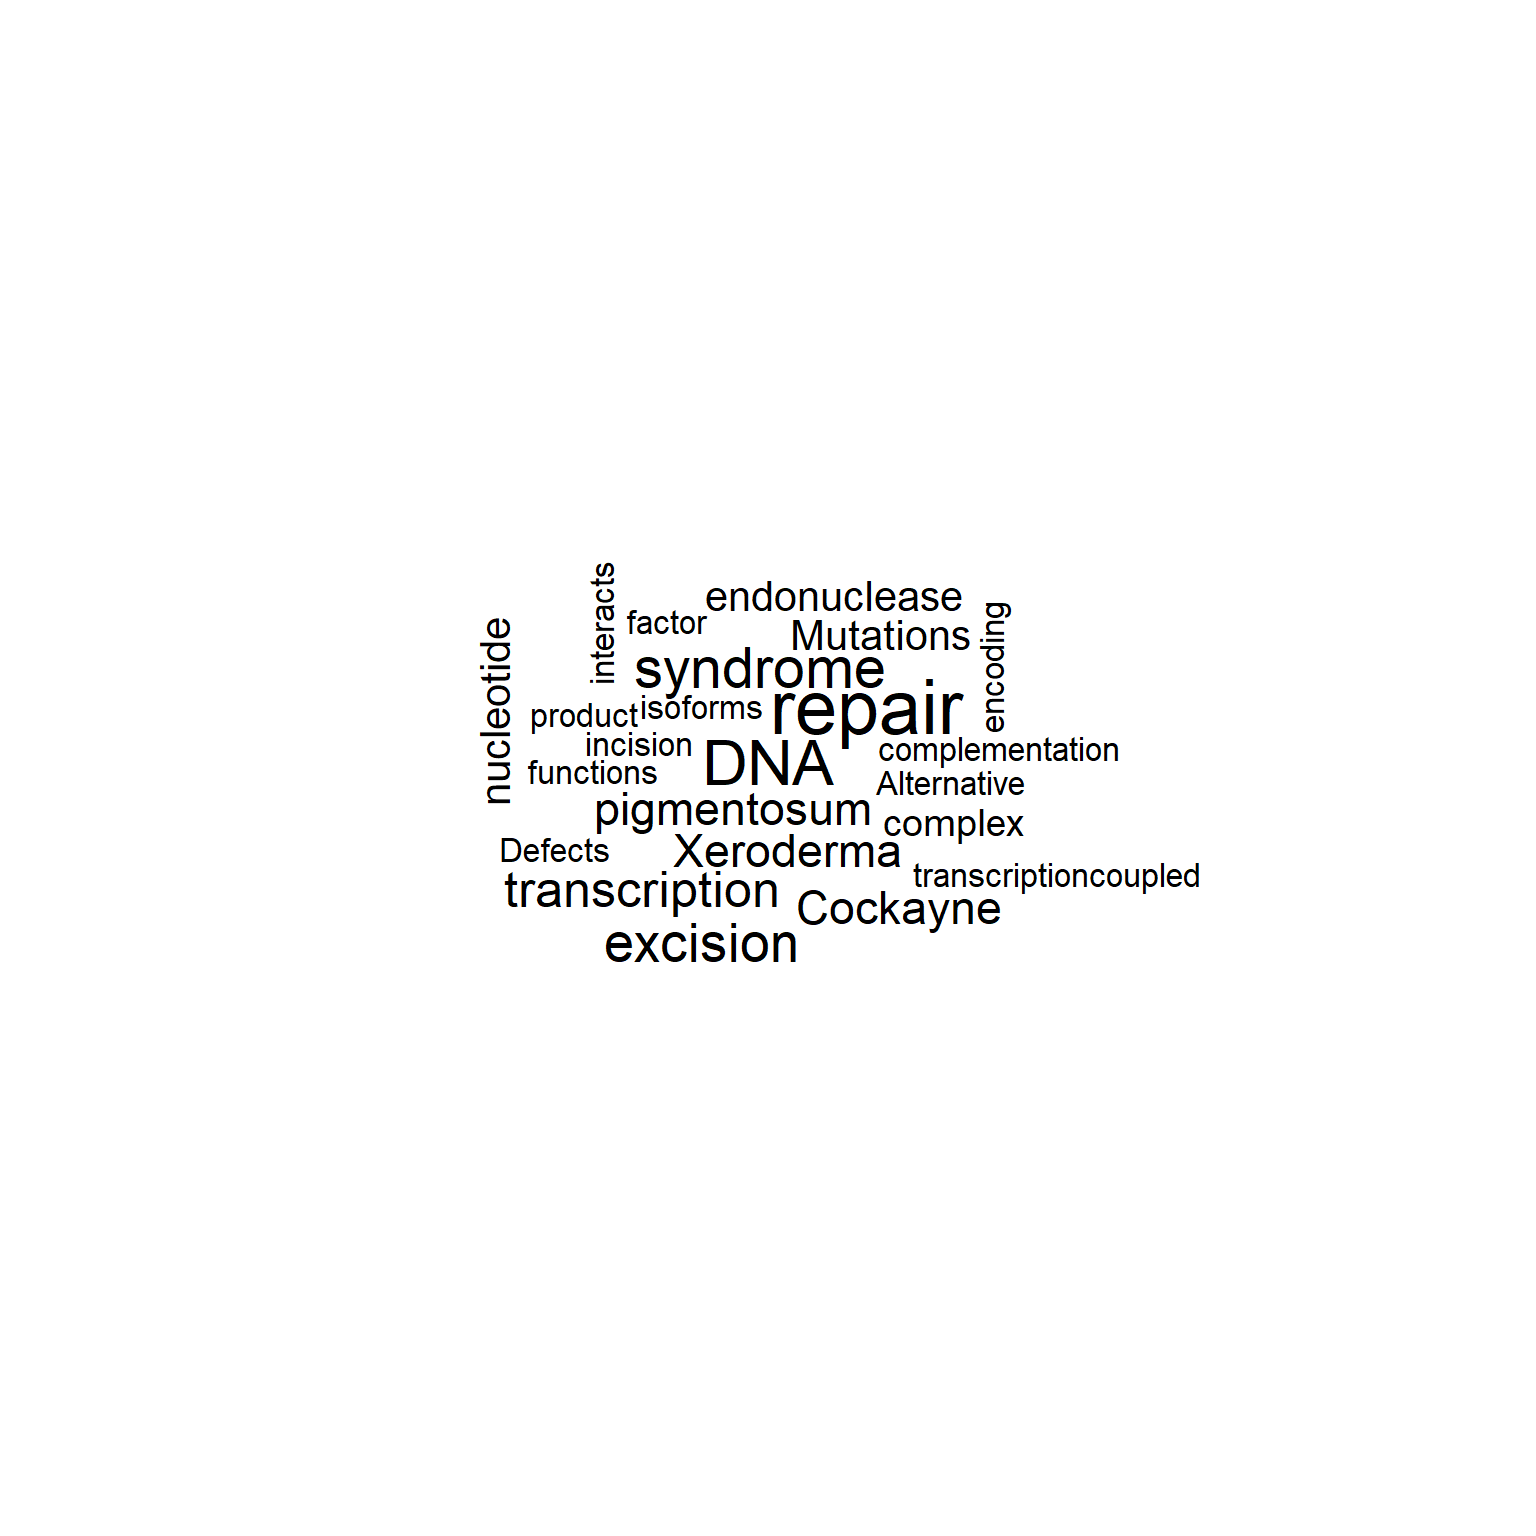 interacts
endonuclease
factor
encoding
nucleotide
Mutations
syndrome
repair
isoforms
product
incision
complementation
DNA
functions
Alternative
pigmentosum
complex
Defects
Xeroderma
transcriptioncoupled
transcription
Cockayne
excision